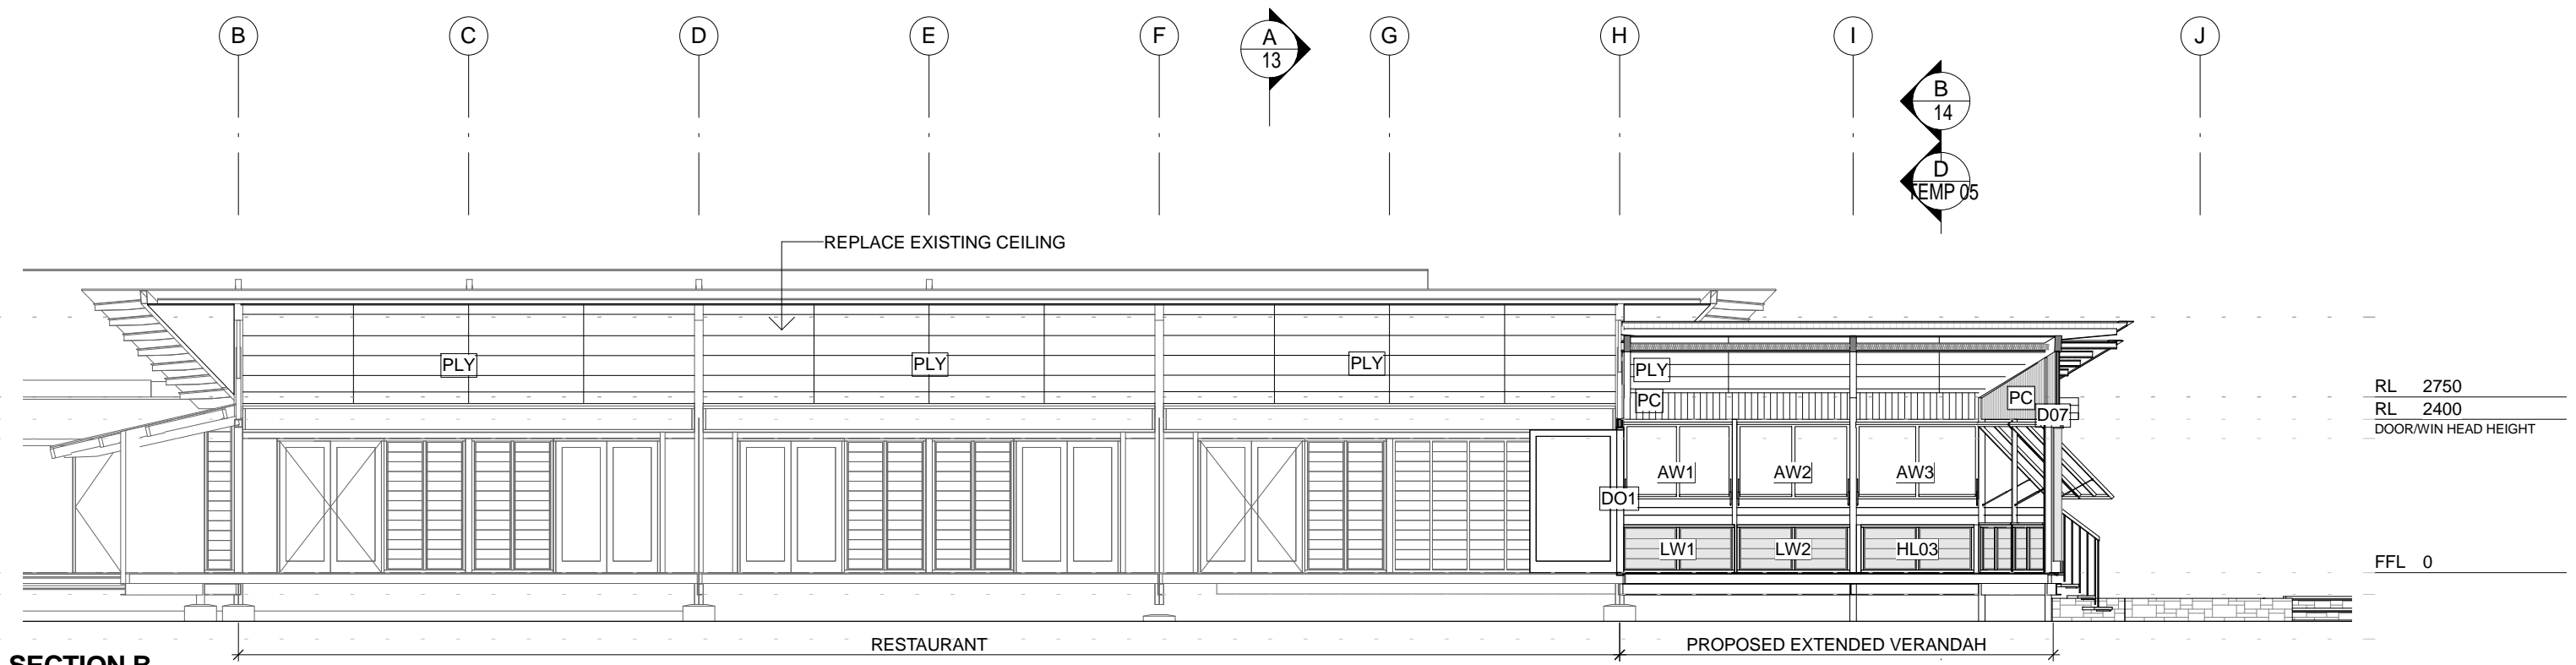 B
C
D
E
F
A
13
G
H
I
J
B
14
D
TEMP 05
REPLACE EXISTING CEILING
PLY
PLY
PLY
PLY
PC
PC
D07
RL 2750
RL 2400
DOOR/WIN HEAD HEIGHT
AW1
AW2
AW3
DO1
LW1
LW2
HL03
FFL 0
RESTAURANT
PROPOSED EXTENDED VERANDAH
SECTION B